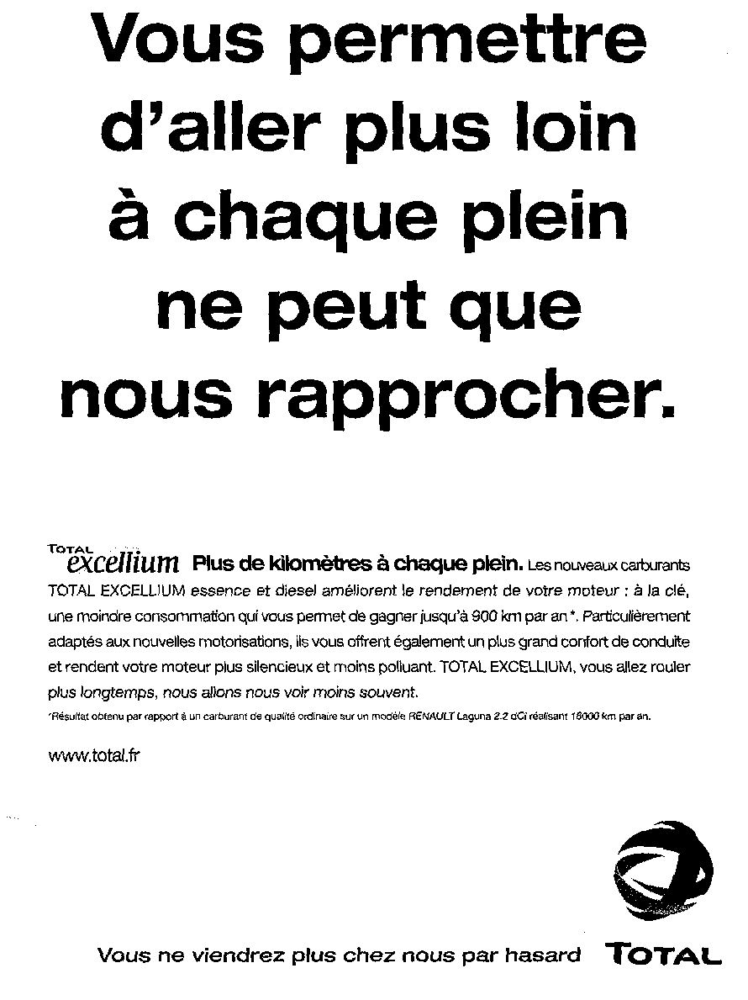 Vous permettre
d'aller plus loin
à chaque plein
ne peut que
nous rapprocher.
TOTAL
excellium Plus de kilomètres à chaque plein. Les nouveaux carburants
TOTAL EXCELLIUM essence et diesel améliorent le rendement de votre moteur : à la clé,
une moindre consommation qui vous permet de gagner jusqu'à 900 km par an*. Particulièrement
adaptés aux nouvelles motorisations, ils vous offrent également un plus grand confort de conduite
et rendent votre moteur plus silencieux et moins polluant. TOTAL EXCELLIUM, vous allez rouler
plus longtemps, nous allons nous voir moins souvent.
*Résultat obtenu par rapport à un carburant de qualité ordinaire sur un modèle RENAULT Laguna 2.2 dCi réalisant 18000 km par an.
www.total.fr
Vous ne viendrez plus chez nous par hasard TOTAL